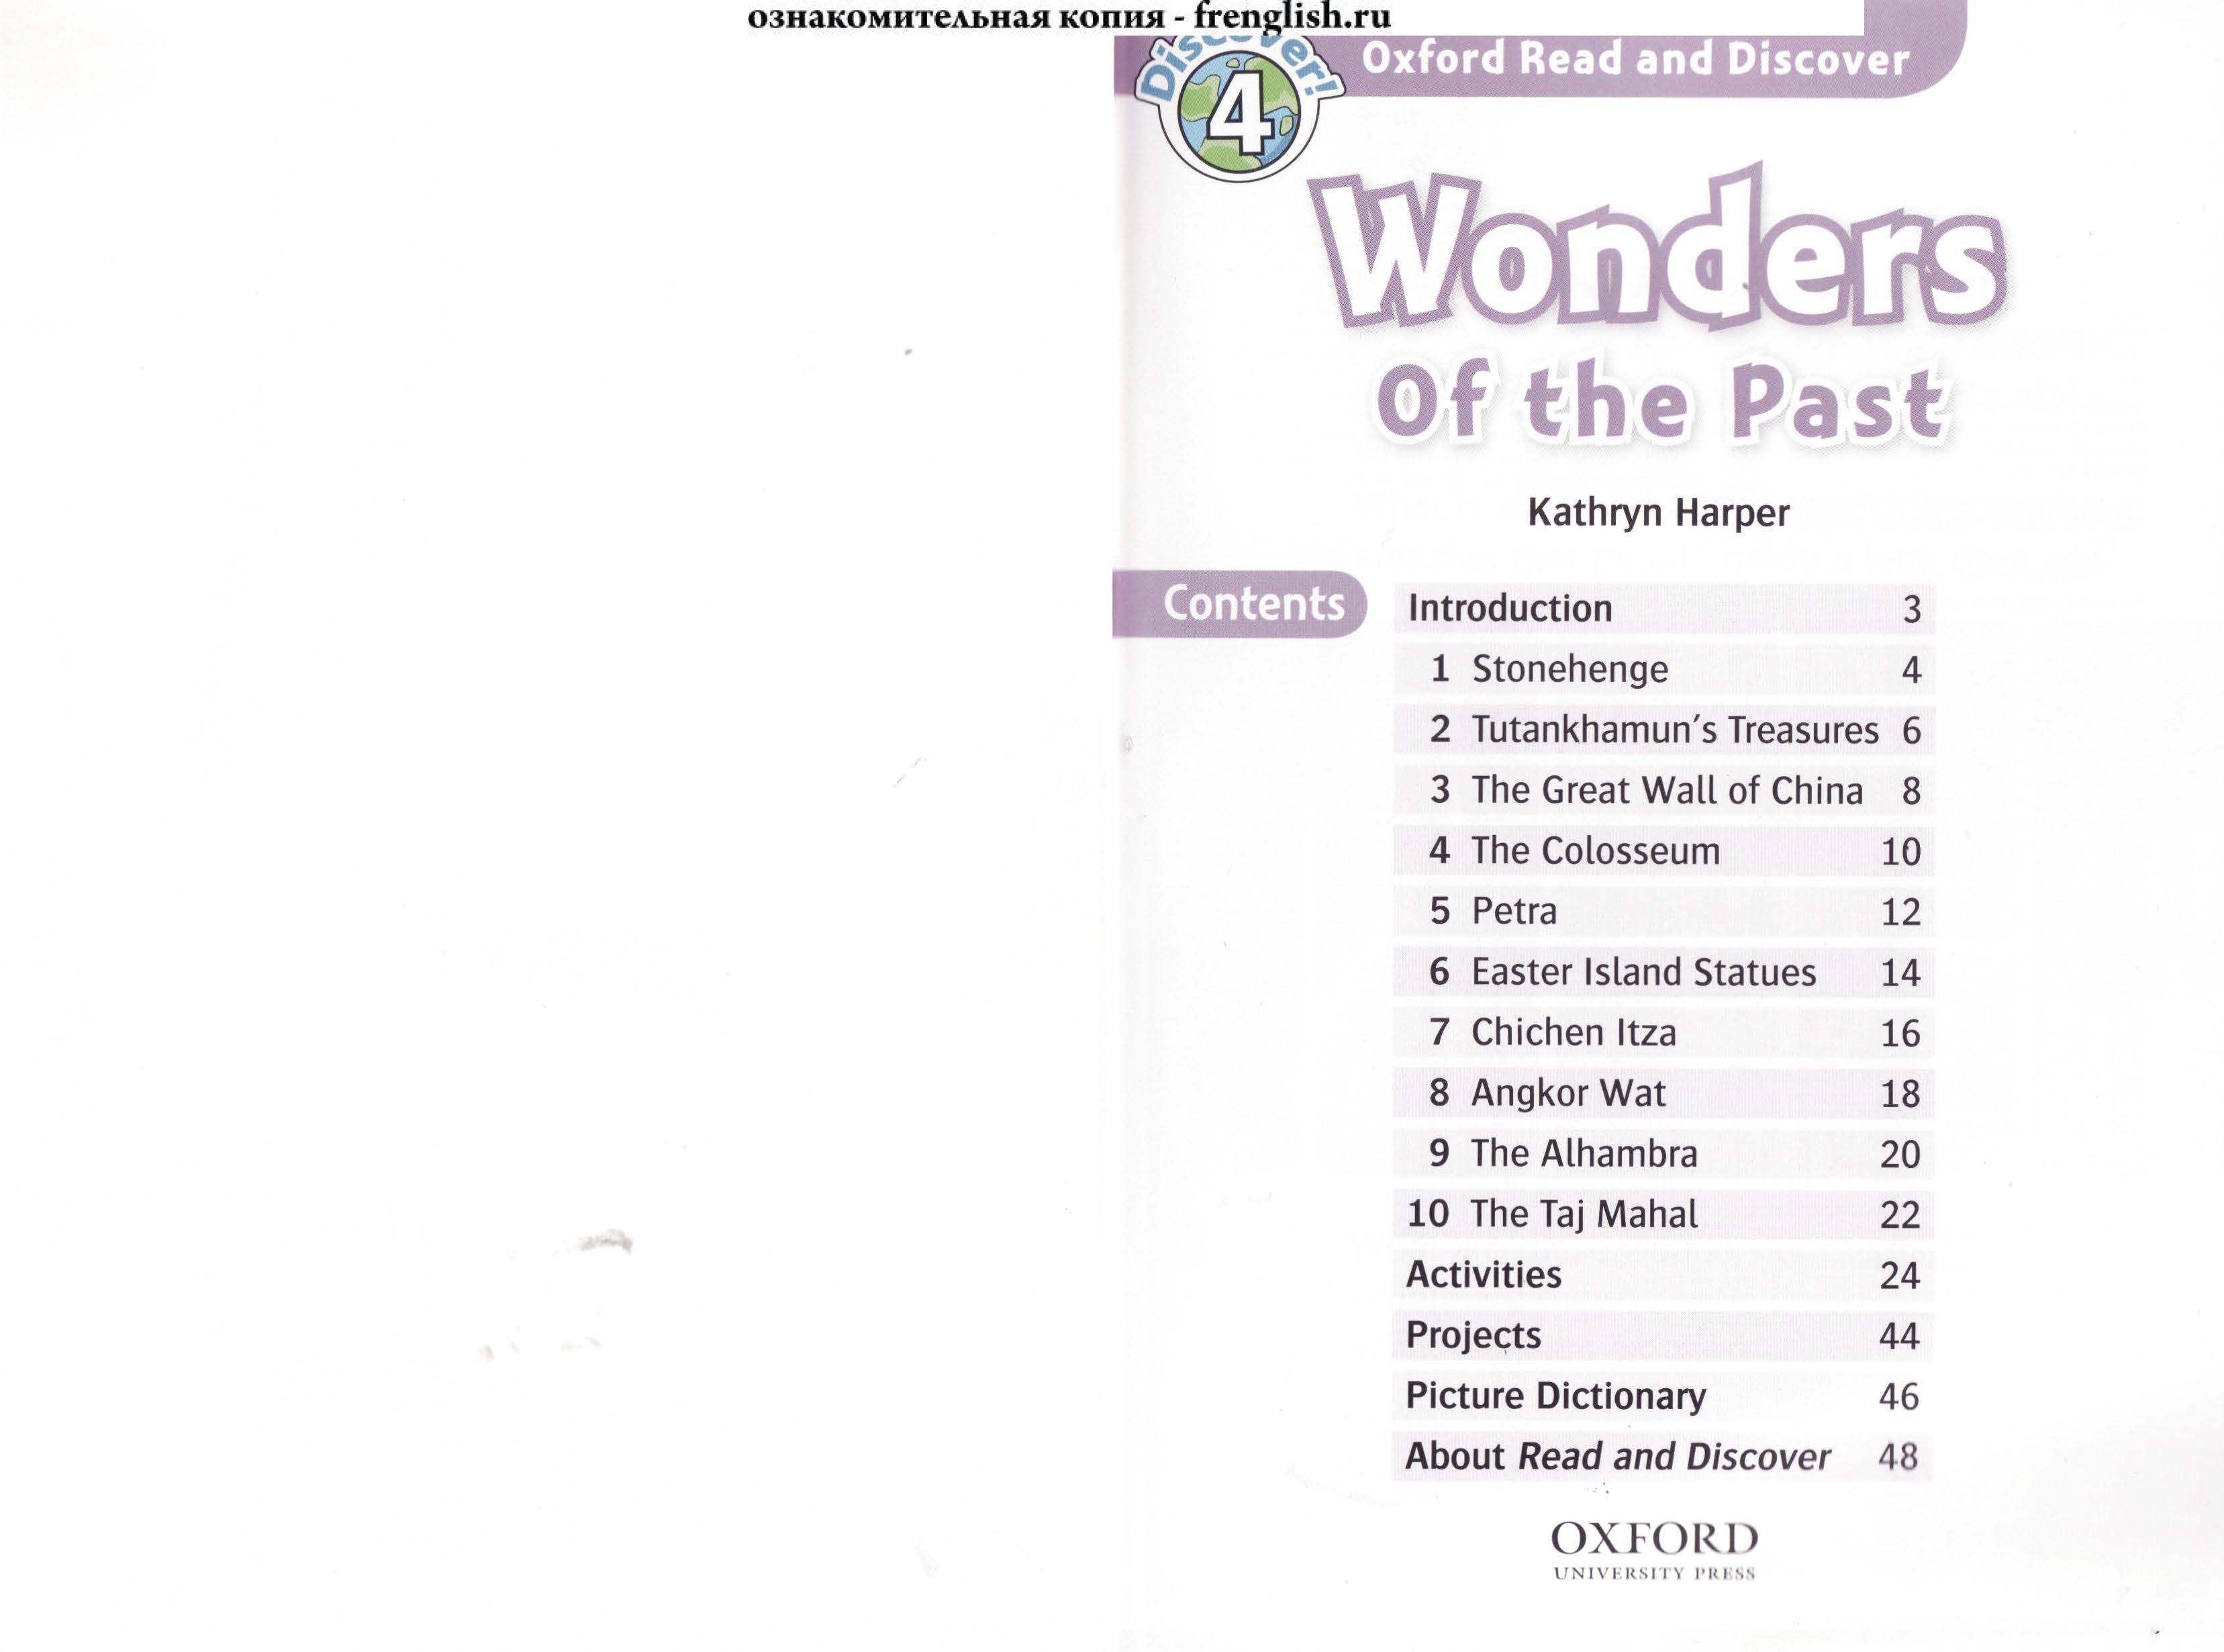 ознакомительная копия - frenglish.ru
Discover!
4
Oxford Read and Discover
Wonders
Of the Past
Kathryn Harper
Contents
Introduction 3
1 Stonehenge 4
2 Tutankhamun's Treasures 6
3 The Great Wall of China 8
4 The Colosseum 10
5 Petra 12
6 Easter Island Statues 14
7 Chichen Itza 16
8 Angkor Wat 18
9 The Alhambra 20
10 The Taj Mahal 22
Activities 24
Projects 44
Picture Dictionary 46
About Read and Discover 48
OXFORD
UNIVERSITY PRESS